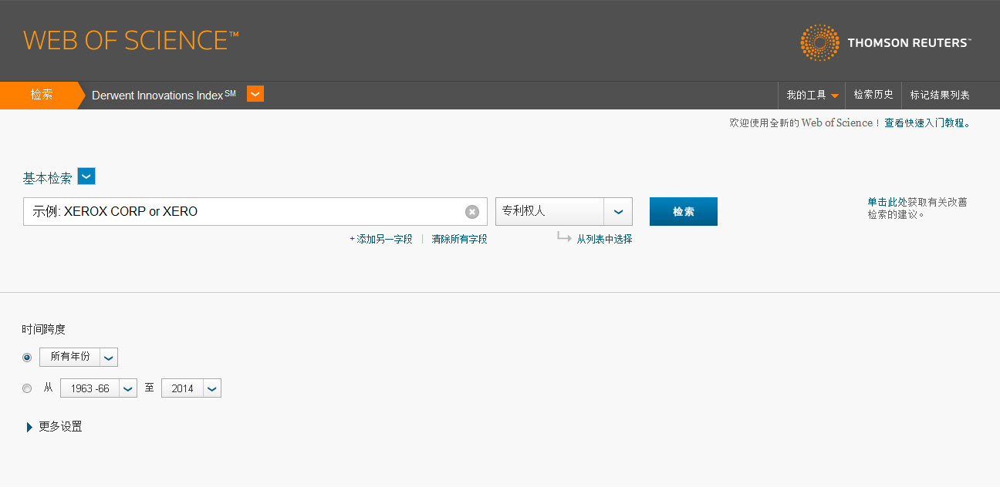 WEB OF SCIENCE™
THOMSON REUTERS™
检索 Derwent Innovations Index℠ 我的工具 检索历史 标记结果列表
欢迎使用全新的 Web of Science！ 查看快速入门教程。
基本检索
示例: XEROX CORP or XERO 专利权人 检索
单击此处获取有关改善
检索的建议。
+ 添加另一字段 | 清除所有字段 从列表中选择
时间跨度
所有年份
从 1963 -66 至 2014
更多设置